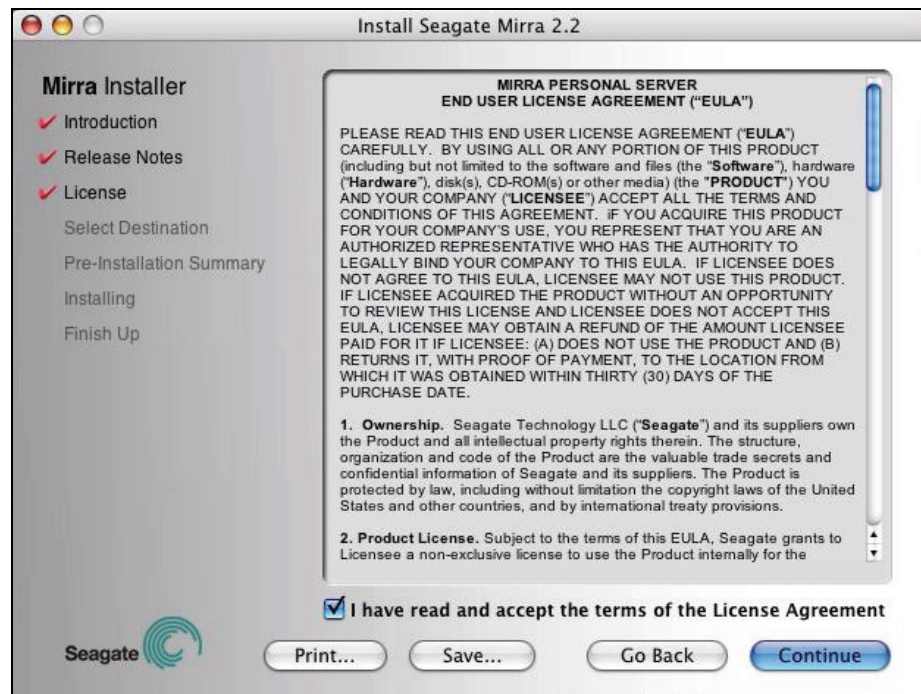 Install Seagate Mirra 2.2
Mirra Installer
Introduction
Release Notes
License
Select Destination
Pre-Installation Summary
Installing
Finish Up
MIRRA PERSONAL SERVER
END USER LICENSE AGREEMENT ("EULA")
PLEASE READ THIS END USER LICENSE AGREEMENT ("EULA")
CAREFULLY. BY USING ALL OR ANY PORTION OF THIS PRODUCT
(including but not limited to the software and files (the "Software"), hardware
("Hardware"), disk(s), CD-ROM(s) or other media) (the "PRODUCT") YOU
AND YOUR COMPANY ("LICENSEE") ACCEPT ALL THE TERMS AND
CONDITIONS OF THIS AGREEMENT. iF YOU ACQUIRE THIS PRODUCT
FOR YOUR COMPANY'S USE, YOU REPRESENT THAT YOU ARE AN
AUTHORIZED REPRESENTATIVE WHO HAS THE AUTHORITY TO
LEGALLY BIND YOUR COMPANY TO THIS EULA. IF LICENSEE DOES
NOT AGREE TO THIS EULA, LICENSEE MAY NOT USE THIS PRODUCT.
IF LICENSEE ACQUIRED THE PRODUCT WITHOUT AN OPPORTUNITY
TO REVIEW THIS LICENSE AND LICENSEE DOES NOT ACCEPT THIS
EULA, LICENSEE MAY OBTAIN A REFUND OF THE AMOUNT LICENSEE
PAID FOR IT IF LICENSEE: (A) DOES NOT USE THE PRODUCT AND (B)
RETURNS IT, WITH PROOF OF PAYMENT, TO THE LOCATION FROM
WHICH IT WAS OBTAINED WITHIN THIRTY (30) DAYS OF THE
PURCHASE DATE.
1. Ownership. Seagate Technology LLC ("Seagate") and its suppliers own
the Product and all intellectual property rights therein. The structure,
organization and code of the Product are the valuable trade secrets and
confidential information of Seagate and its suppliers. The Product is
protected by law, including without limitation the copyright laws of the United
States and other countries, and by international treaty provisions.
2. Product License. Subject to the terms of this EULA, Seagate grants to
Licensee a non-exclusive license to use the Product internally for the
I have read and accept the terms of the License Agreement
Seagate
Print...
Save...
Go Back
Continue